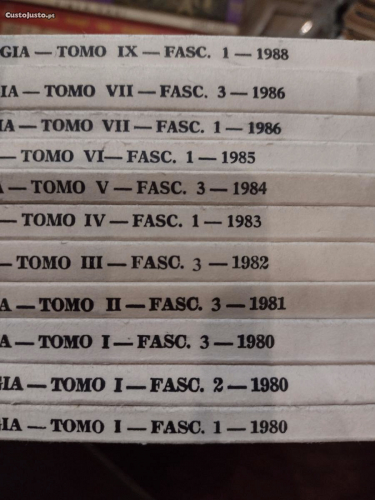 CustoJusto.pt
GIA — TOMO IX — FASC. 1 — 1988
IA — TOMO VII — FASC. 3 — 1986
IA — TOMO VII — FASC. 1 — 1986
— TOMO VI — FASC. 1 — 1985
A — TOMO V — FASC. 3 — 1984
— TOMO IV — FASC. 1 — 1983
— TOMO III — FASC. 3 — 1982
A — TOMO II — FASC. 3 — 1981
A — TOMO I — FASC. 3 — 1980
GIA — TOMO I — FASC. 2 — 1980
GIA — TOMO I — FASC. 1 — 1980